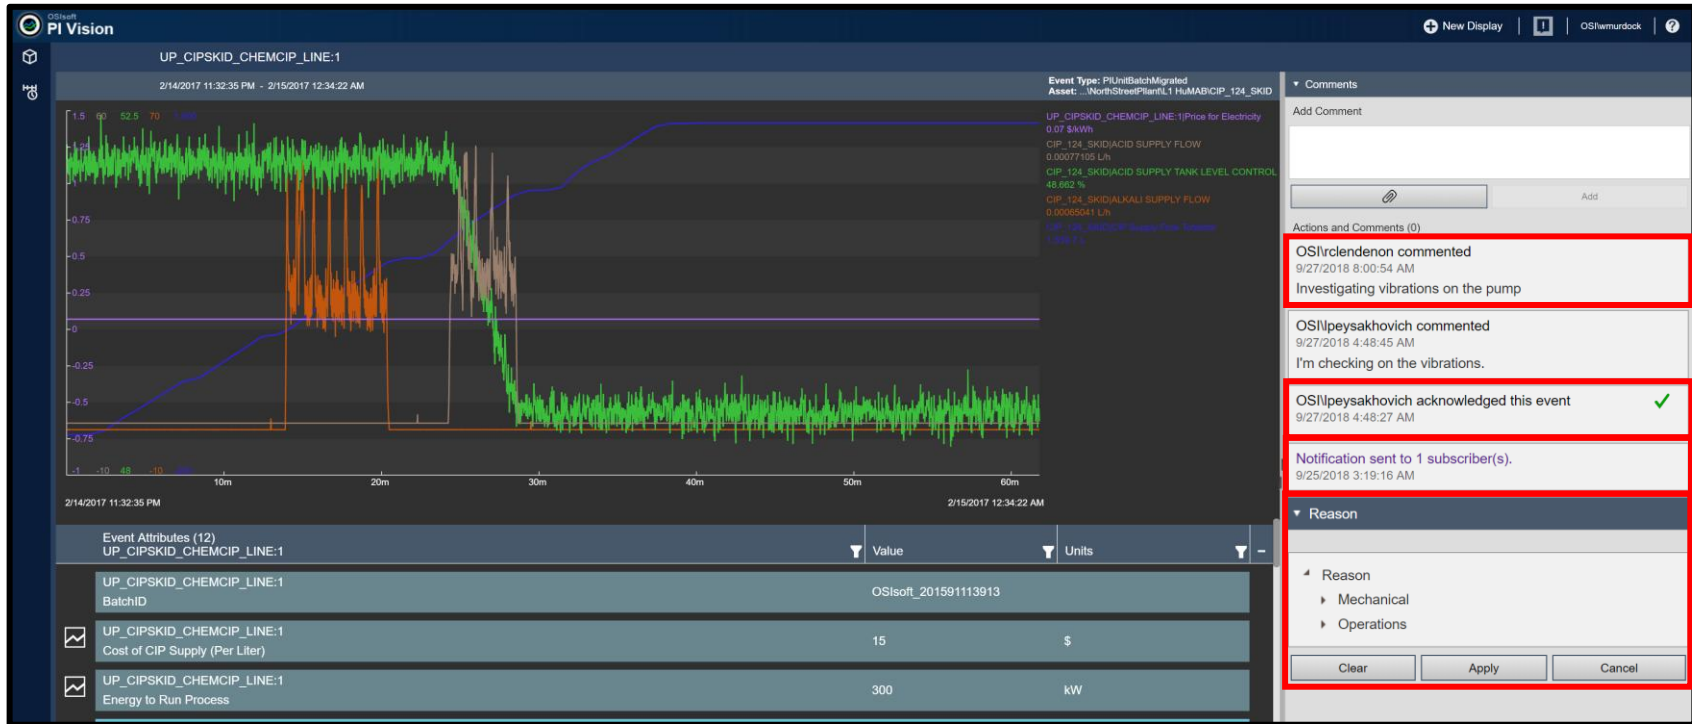 OSIsoft
PI Vision
New Display
OSI\wmurdock
UP_CIPSKID_CHEMCIP_LINE:1
2/14/2017 11:32:35 PM - 2/15/2017 12:34:22 AM
Event Type: PIUnitBatchMigrated
Asset: ...\NorthStreetPllant\L1 HuMAB\CIP_124_SKID
1.5 60 52.5 70
1.25
1
0.75
0.5
0.25
0
-0.25
-0.5
-0.75
-1 -10 48 -10
10m 20m 30m 40m 50m 60m
2/14/2017 11:32:35 PM
2/15/2017 12:34:22 AM
UP_CIPSKID_CHEMCIP_LINE:1|Price for Electricity
0.07 $/kWh
CIP_124_SKID|ACID SUPPLY FLOW
0.00077105 L/h
CIP_124_SKID|ACID SUPPLY TANK LEVEL CONTROL
48.662 %
CIP_124_SKID|ALKALI SUPPLY FLOW
0.00065041 L/h
Event Attributes (12)
UP_CIPSKID_CHEMCIP_LINE:1
Value
Units
UP_CIPSKID_CHEMCIP_LINE:1
BatchID
OSIsoft_201591113913
UP_CIPSKID_CHEMCIP_LINE:1
Cost of CIP Supply (Per Liter)
15
$
UP_CIPSKID_CHEMCIP_LINE:1
Energy to Run Process
300
kW
Comments
Add Comment
Add
Actions and Comments (0)
OSI\rclendenon commented
9/27/2018 8:00:54 AM
Investigating vibrations on the pump
OSI\lpeysakhovich commented
9/27/2018 4:48:45 AM
I'm checking on the vibrations.
OSI\lpeysakhovich acknowledged this event
9/27/2018 4:48:27 AM
Notification sent to 1 subscriber(s).
9/25/2018 3:19:16 AM
Reason
Reason
Mechanical
Operations
Clear
Apply
Cancel